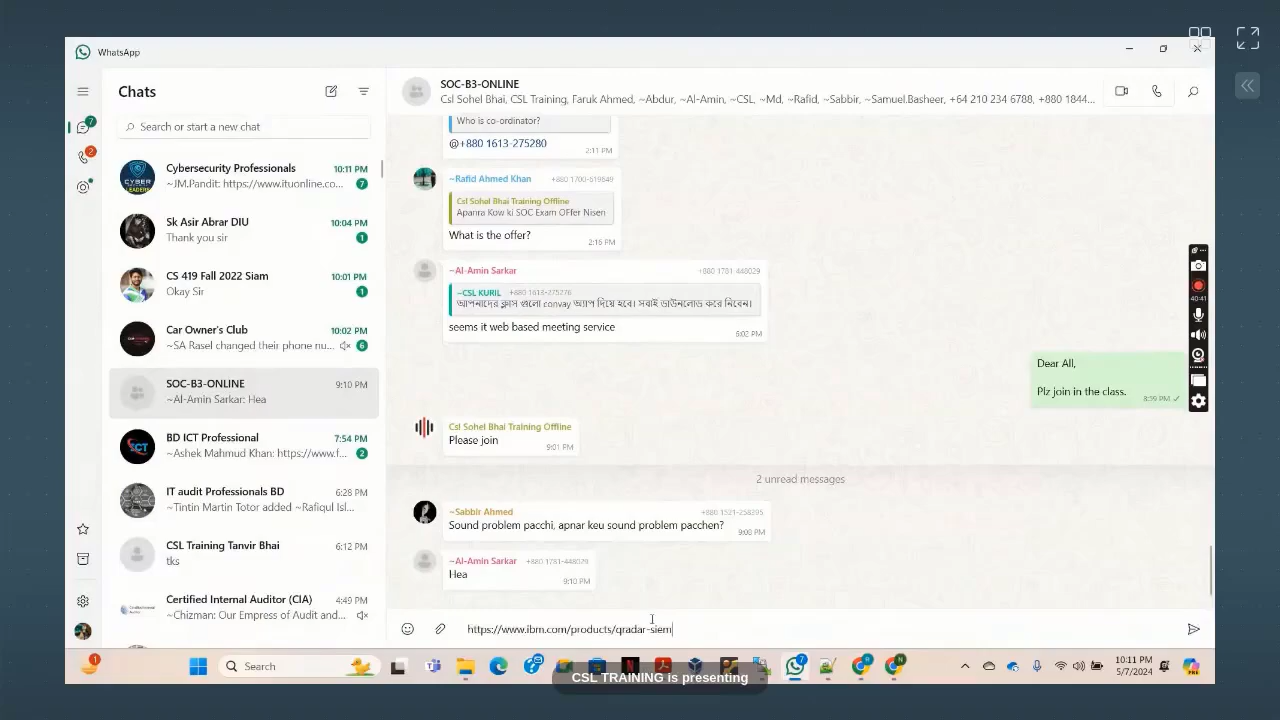 WhatsApp
Chats
Search or start a new chat
Cybersecurity Professionals 10:11 PM
~JM.Pandit: https://www.ituonline.co... 7
Sk Asir Abrar DIU 10:04 PM
Thank you sir 1
CS 419 Fall 2022 Siam 10:01 PM
Okay Sir 1
Car Owner's Club 10:02 PM
~SA Rasel changed their phone nu... 6
SOC-B3-ONLINE 9:10 PM
~Al-Amin Sarkar: Hea
BD ICT Professional 7:54 PM
~Ashek Mahmud Khan: https://www.f... 2
IT audit Professionals BD 6:28 PM
~Tintin Martin Totor added ~Rafiqul Isl...
CSL Training Tanvir Bhai 6:12 PM
tks
Certified Internal Auditor (CIA) 4:49 PM
~Chizman: Our Empress of Audit and...
7
2
SOC-B3-ONLINE
Csl Sohel Bhai, CSL Training, Faruk Ahmed, ~Abdur, ~Al-Amin, ~CSL, ~Md, ~Rafid, ~Sabbir, ~Samuel.Basheer, +64 210 234 6788, +880 1844...
Who is co-ordinator?
@+880 1613-275280
2:11 PM
~Rafid Ahmed Khan +880 1700-619649
Csl Sohel Bhai Training Offline
Apanra Kow ki SOC Exam OFfer Nisen
What is the offer?
2:16 PM
~Al-Amin Sarkar +880 1781-448029
~CSL KURIL +880 1613-275278
আপনাদের ক্লাস গুলো convay অ্যাপ দিয়ে হবে। সবাই ডাউনলোড করে নিবেন।
seems it web based meeting service
6:02 PM
Dear All,
Plz join in the class.
8:59 PM
Csl Sohel Bhai Training Offline
Please join
9:01 PM
2 unread messages
~Sabbir Ahmed +880 1521-258395
Sound problem pacchi, apnar keu sound problem pacchen?
9:08 PM
~Al-Amin Sarkar +880 1781-448029
Hea
9:10 PM
https://www.ibm.com/products/qradar-siem
40:41
1
Search
10:11 PM
5/7/2024
CSL TRAINING is presenting